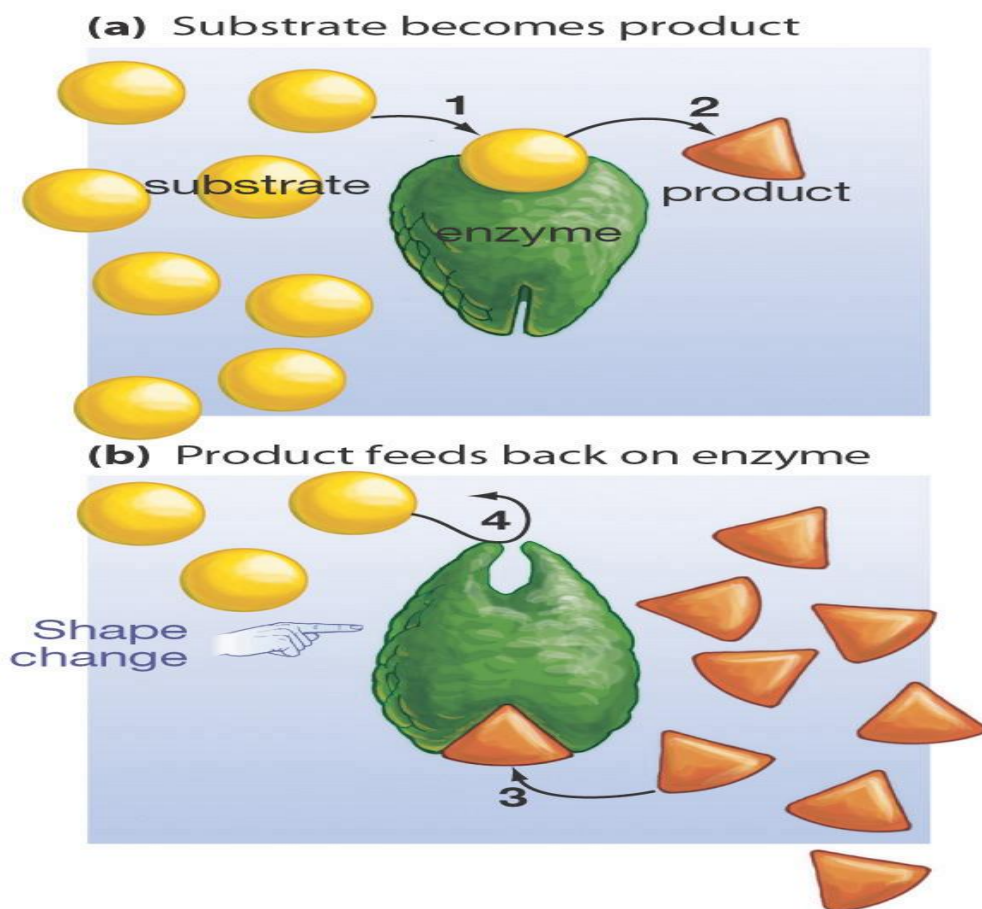 (a) Substrate becomes product
1
2
substrate
product
enzyme
(b) Product feeds back on enzyme
4
Shape
change
3